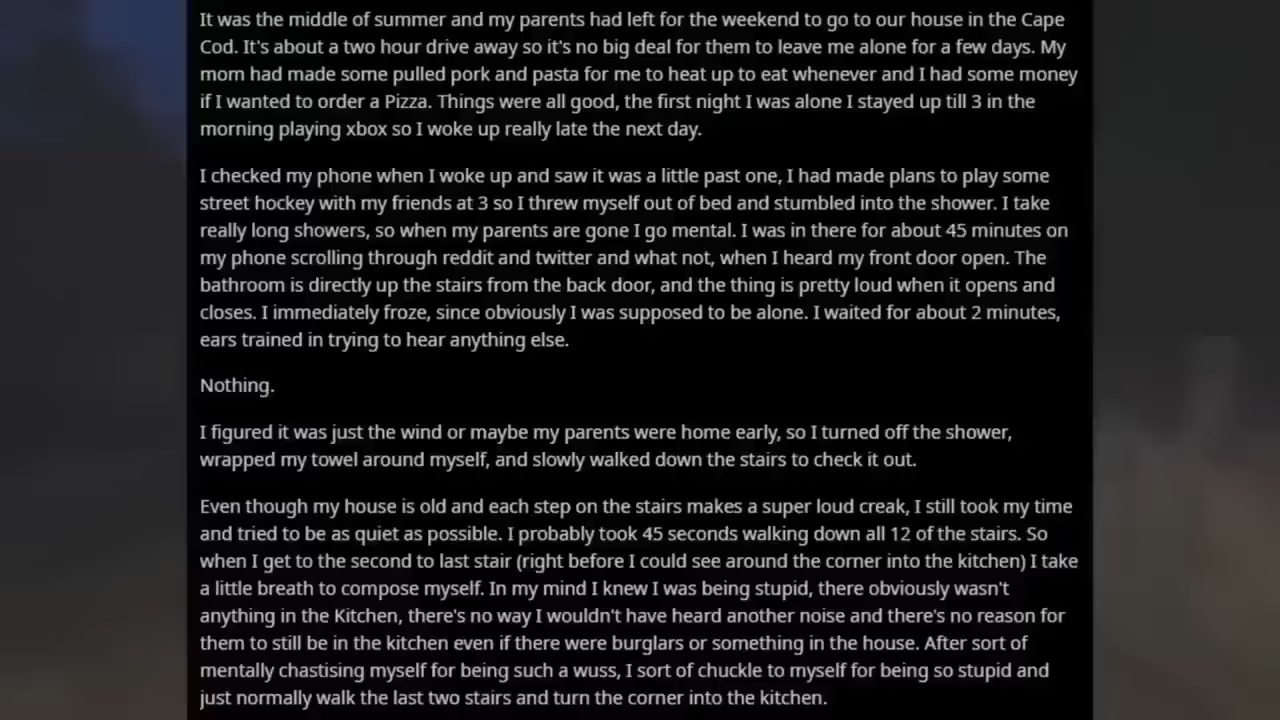 It was the middle of summer and my parents had left for the weekend to go to our house in the Cape
Cod. It's about a two hour drive away so it's no big deal for them to leave me alone for a few days. My
mom had made some pulled pork and pasta for me to heat up to eat whenever and I had some money
if I wanted to order a Pizza. Things were all good, the first night I was alone I stayed up till 3 in the
morning playing xbox so I woke up really late the next day.
I checked my phone when I woke up and saw it was a little past one, I had made plans to play some
street hockey with my friends at 3 so I threw myself out of bed and stumbled into the shower. I take
really long showers, so when my parents are gone I go mental. I was in there for about 45 minutes on
my phone scrolling through reddit and twitter and what not, when I heard my front door open. The
bathroom is directly up the stairs from the back door, and the thing is pretty loud when it opens and
closes. I immediately froze, since obviously I was supposed to be alone. I waited for about 2 minutes,
ears trained in trying to hear anything else.
Nothing.
I figured it was just the wind or maybe my parents were home early, so I turned off the shower,
wrapped my towel around myself, and slowly walked down the stairs to check it out.
Even though my house is old and each step on the stairs makes a super loud creak, I still took my time
and tried to be as quiet as possible. I probably took 45 seconds walking down all 12 of the stairs. So
when I get to the second to last stair (right before I could see around the corner into the kitchen) I take
a little breath to compose myself. In my mind I knew I was being stupid, there obviously wasn't
anything in the Kitchen, there's no way I wouldn't have heard another noise and there's no reason for
them to still be in the kitchen even if there were burglars or something in the house. After sort of
mentally chastising myself for being such a wuss, I sort of chuckle to myself for being so stupid and
just normally walk the last two stairs and turn the corner into the kitchen.